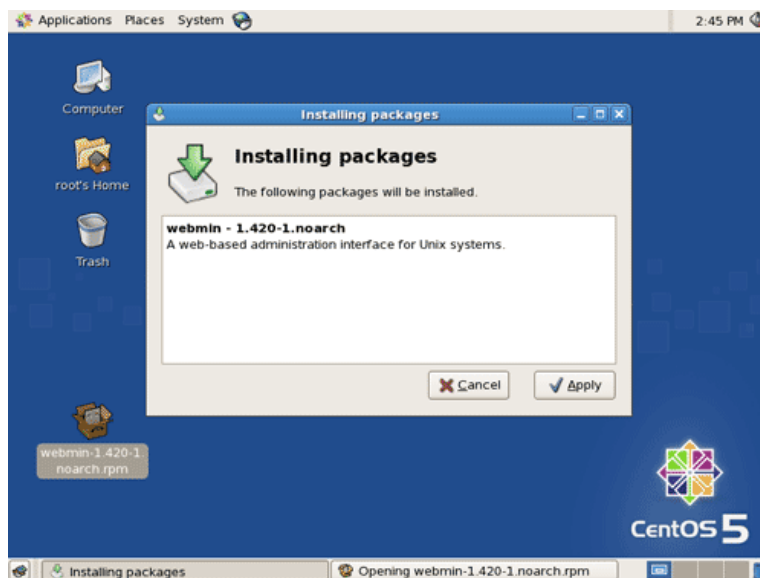 Applications Places System 2:45 PM
Computer
root's Home
Trash
webmin-1.420-1.
noarch.rpm
Installing packages
Installing packages
The following packages will be installed.
webmin - 1.420-1.noarch
A web-based administration interface for Unix systems.
Cancel Apply
CentOS 5
Installing packages Opening webmin-1.420-1.noarch.rpm